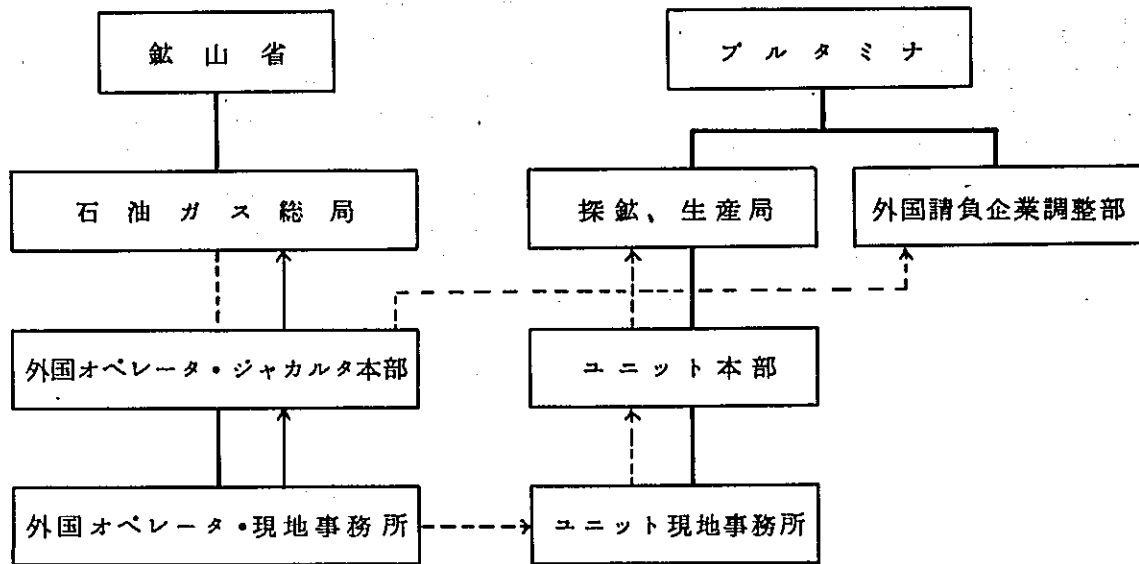 鉱山省
プルタミナ
石油ガス総局
探鉱、生産局
外国請負企業調整部
外国オペレータ・ジャカルタ本部
ユニット本部
外国オペレータ・現地事務所
ユニット現地事務所